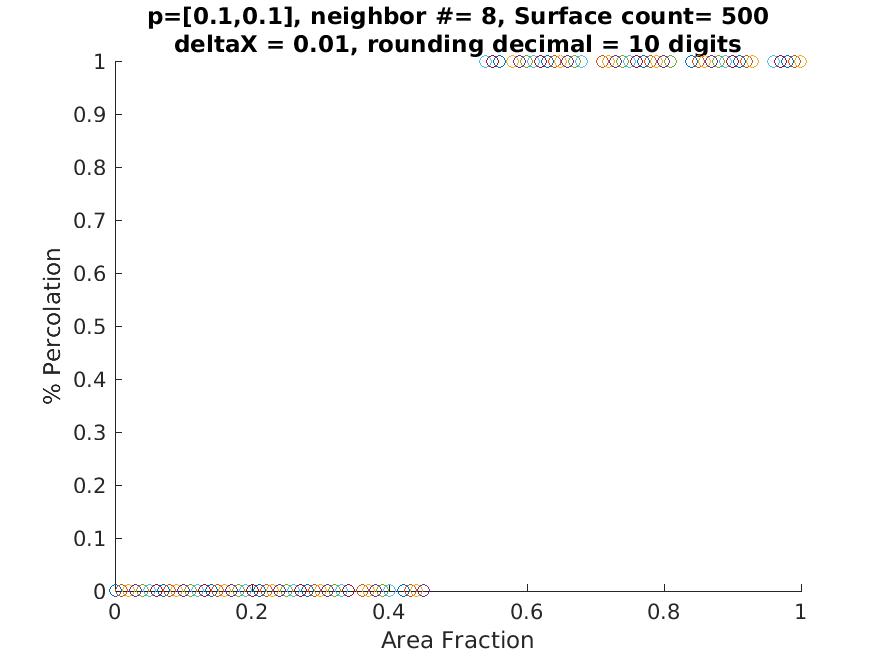 p=[0.1,0.1], neighbor #= 8, Surface count= 500
deltaX = 0.01, rounding decimal = 10 digits
1
0.9
0.8
0.7
0.6
0.5
0.4
0.3
0.2
0.1
0
% Percolation
0 0.2 0.4 0.6 0.8 1
Area Fraction